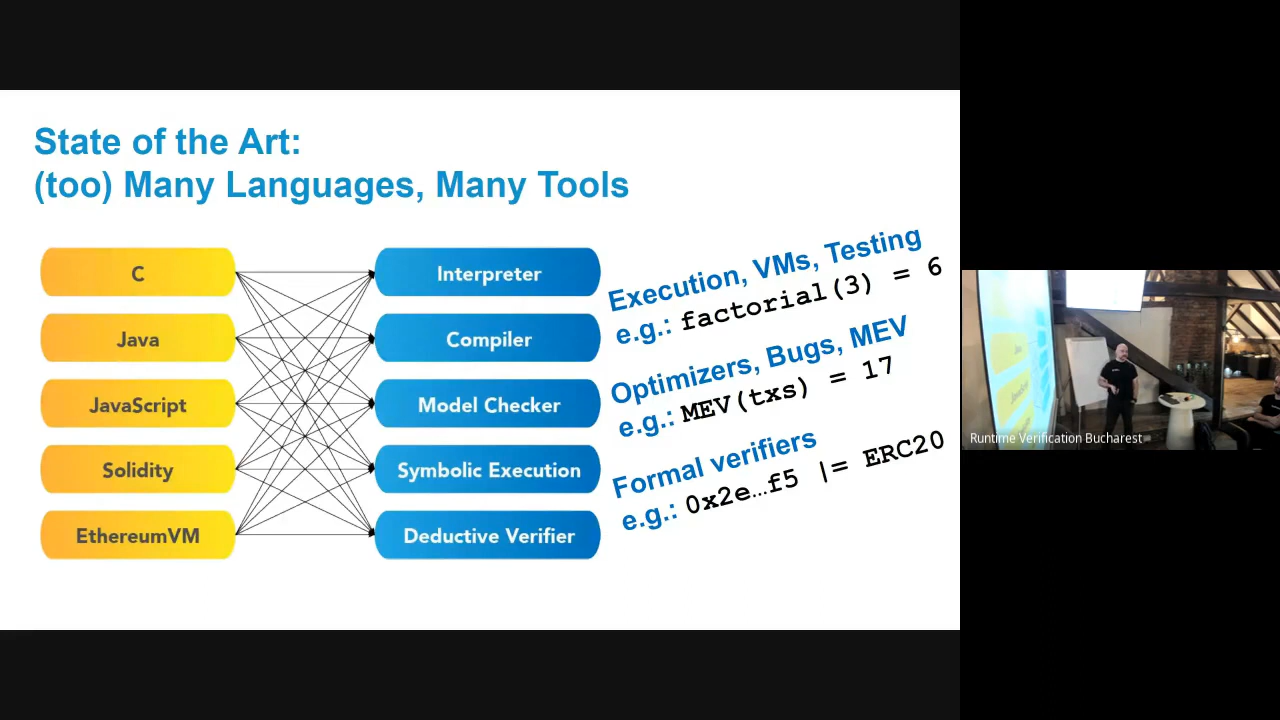 State of the Art:
(too) Many Languages, Many Tools
C
Java
JavaScript
Solidity
EthereumVM
Interpreter
Compiler
Model Checker
Symbolic Execution
Deductive Verifier
Execution, VMs, Testing
e.g.: factorial(3) = 6
Optimizers, Bugs, MEV
e.g.: MEV(txs) = 17
Formal verifiers
e.g.: 0x2e…f5 |= ERC20
Runtime Verification Bucharest